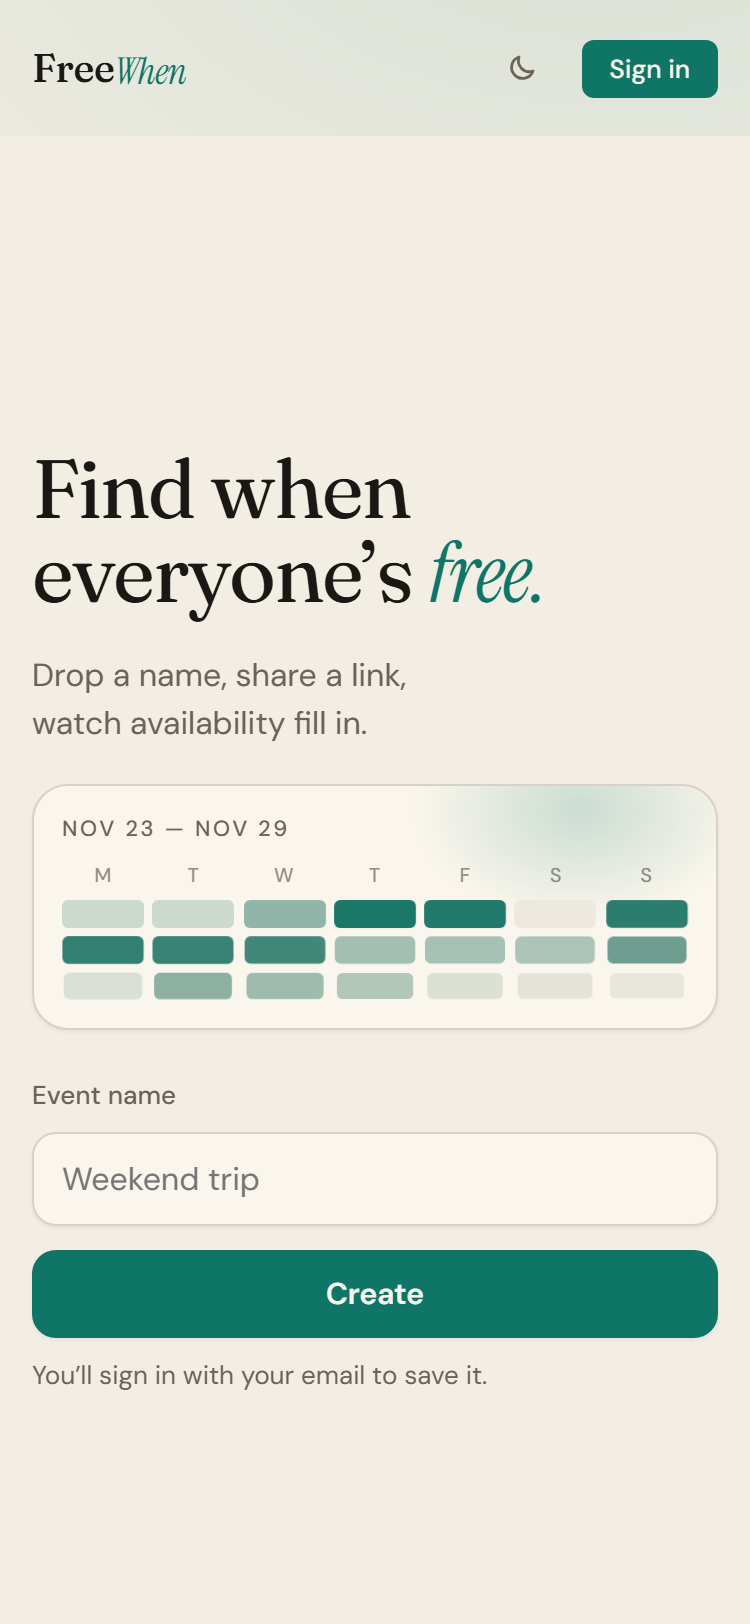 FreeWhen
Sign in
Find when
everyone’s free.
Drop a name, share a link,
watch availability fill in.
NOV 23 — NOV 29
M T W T F S S
Event name
Weekend trip
Create
You’ll sign in with your email to save it.